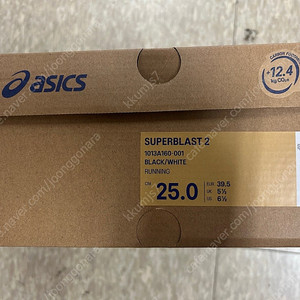 asics
CARBON FOOTPRINT
+12.4
kg CO₂e
SUPERBLAST 2
1013A160-001
BLACK/WHITE
RUNNING
CM 25.0
EUR 39.5
UK 5½
US 6½
kkumjs7